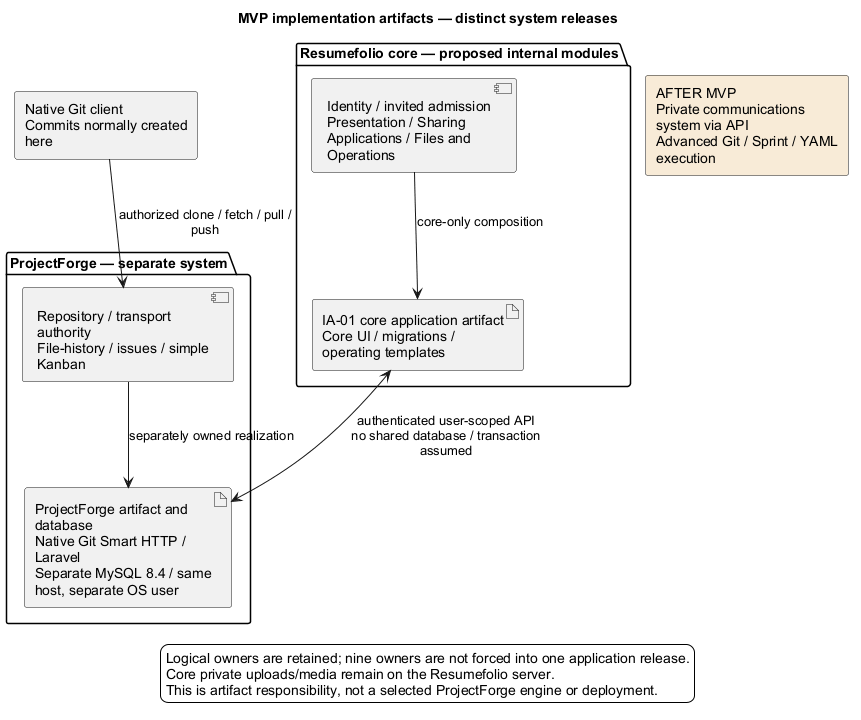 MVP implementation artifacts — distinct system releases
Resumefolio core — proposed internal modules
Identity / invited admission
Presentation / Sharing
Applications / Files and
Operations
AFTER MVP
Private communications
system via API
Advanced Git / Sprint / YAML
execution
Native Git client
Commits normally created
here
authorized clone / fetch / pull /
push
core-only composition
ProjectForge — separate system
Repository / transport
authority
File-history / issues / simple
Kanban
IA-01 core application artifact
Core UI / migrations /
operating templates
separately owned realization
authenticated user-scoped API
no shared database / transaction
assumed
ProjectForge artifact and
database
Native Git Smart HTTP /
Laravel
Separate MySQL 8.4 / same
host, separate OS user
Logical owners are retained; nine owners are not forced into one application release.
Core private uploads/media remain on the Resumefolio server.
This is artifact responsibility, not a selected ProjectForge engine or deployment.